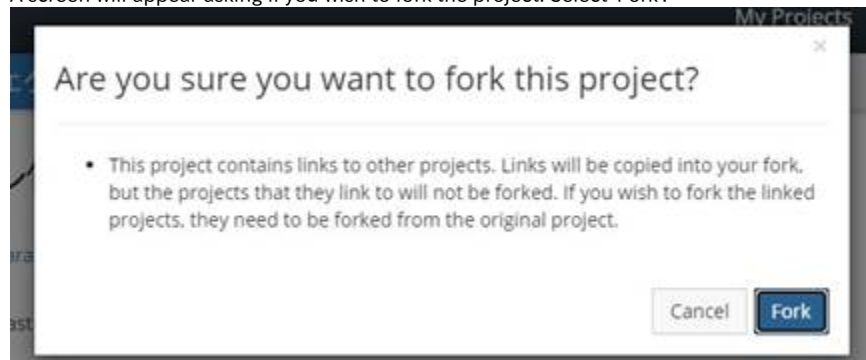 A screen will appear asking if you wish to fork the project. Select 'Fork'.
My Projects
×
Are you sure you want to fork this project?
• This project contains links to other projects. Links will be copied into your fork,
but the projects that they link to will not be forked. If you wish to fork the linked
projects, they need to be forked from the original project.
Cancel Fork